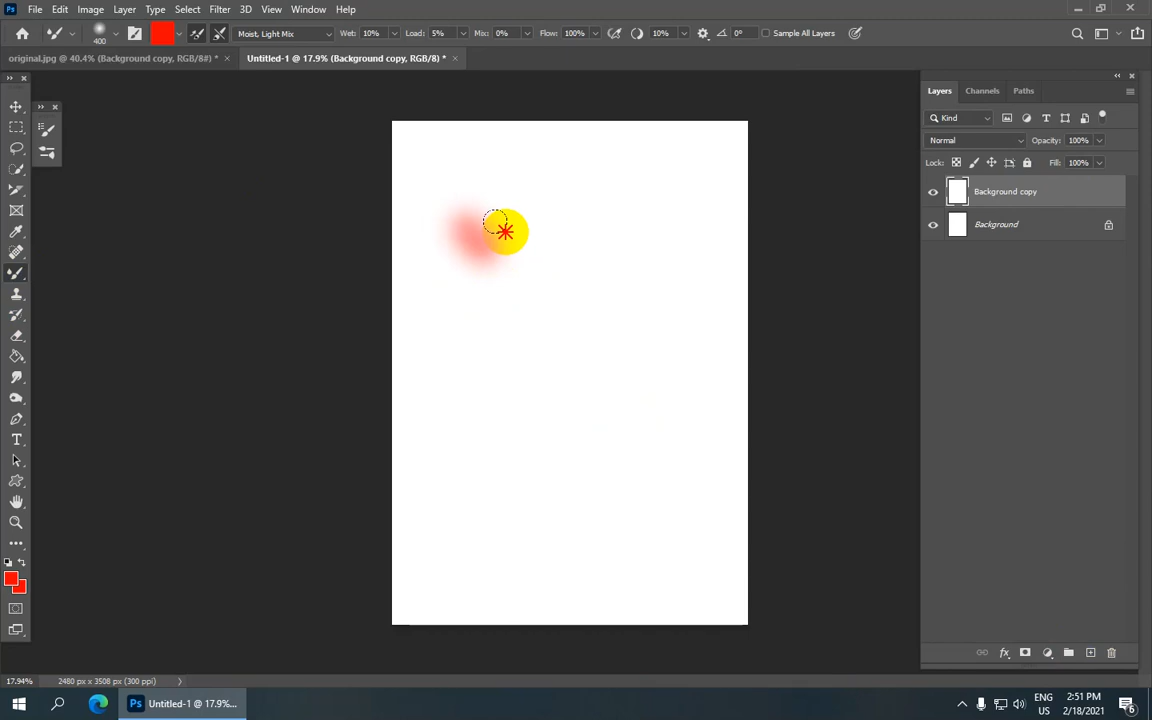 Ps File Edit Image Layer Type Select Filter 3D View Window Help
400 Moist, Light Mix Wet: 10% Load: 5% Mix: 0% Flow: 100% 10% 0° Sample All Layers
original.jpg @ 40.4% (Background copy, RGB/8#) * × Untitled-1 @ 17.9% (Background copy, RGB/8) * ×
Layers Channels Paths
Kind
Normal Opacity: 100%
Lock: Fill: 100%
Background copy
Background
17.94% 2480 px x 3508 px (300 ppi)
Ps Untitled-1 @ 17.9%...
ENG
US
2:51 PM
2/18/2021
6